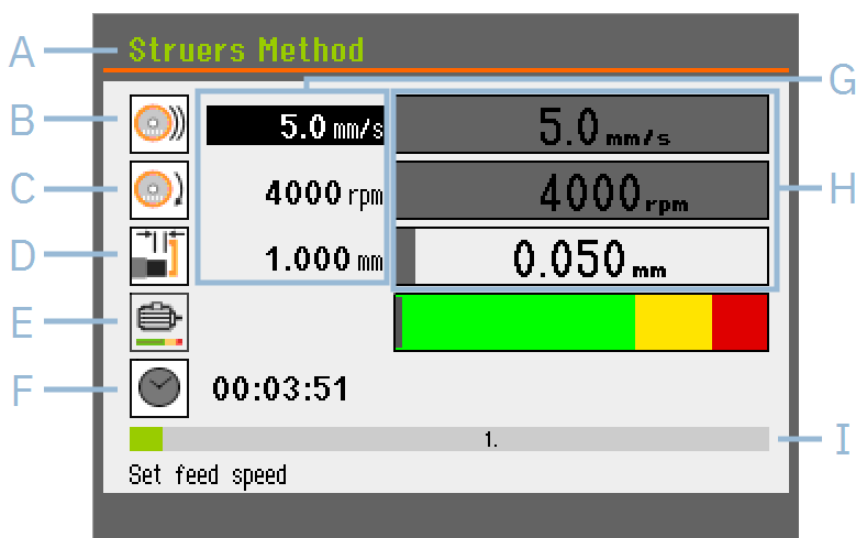 A Struers Method
G
B 5.0 mm/s 5.0 mm/s
C 4000 rpm 4000 rpm H
D 1.000 mm 0.050 mm
E
F 00:03:51
1. I
Set feed speed